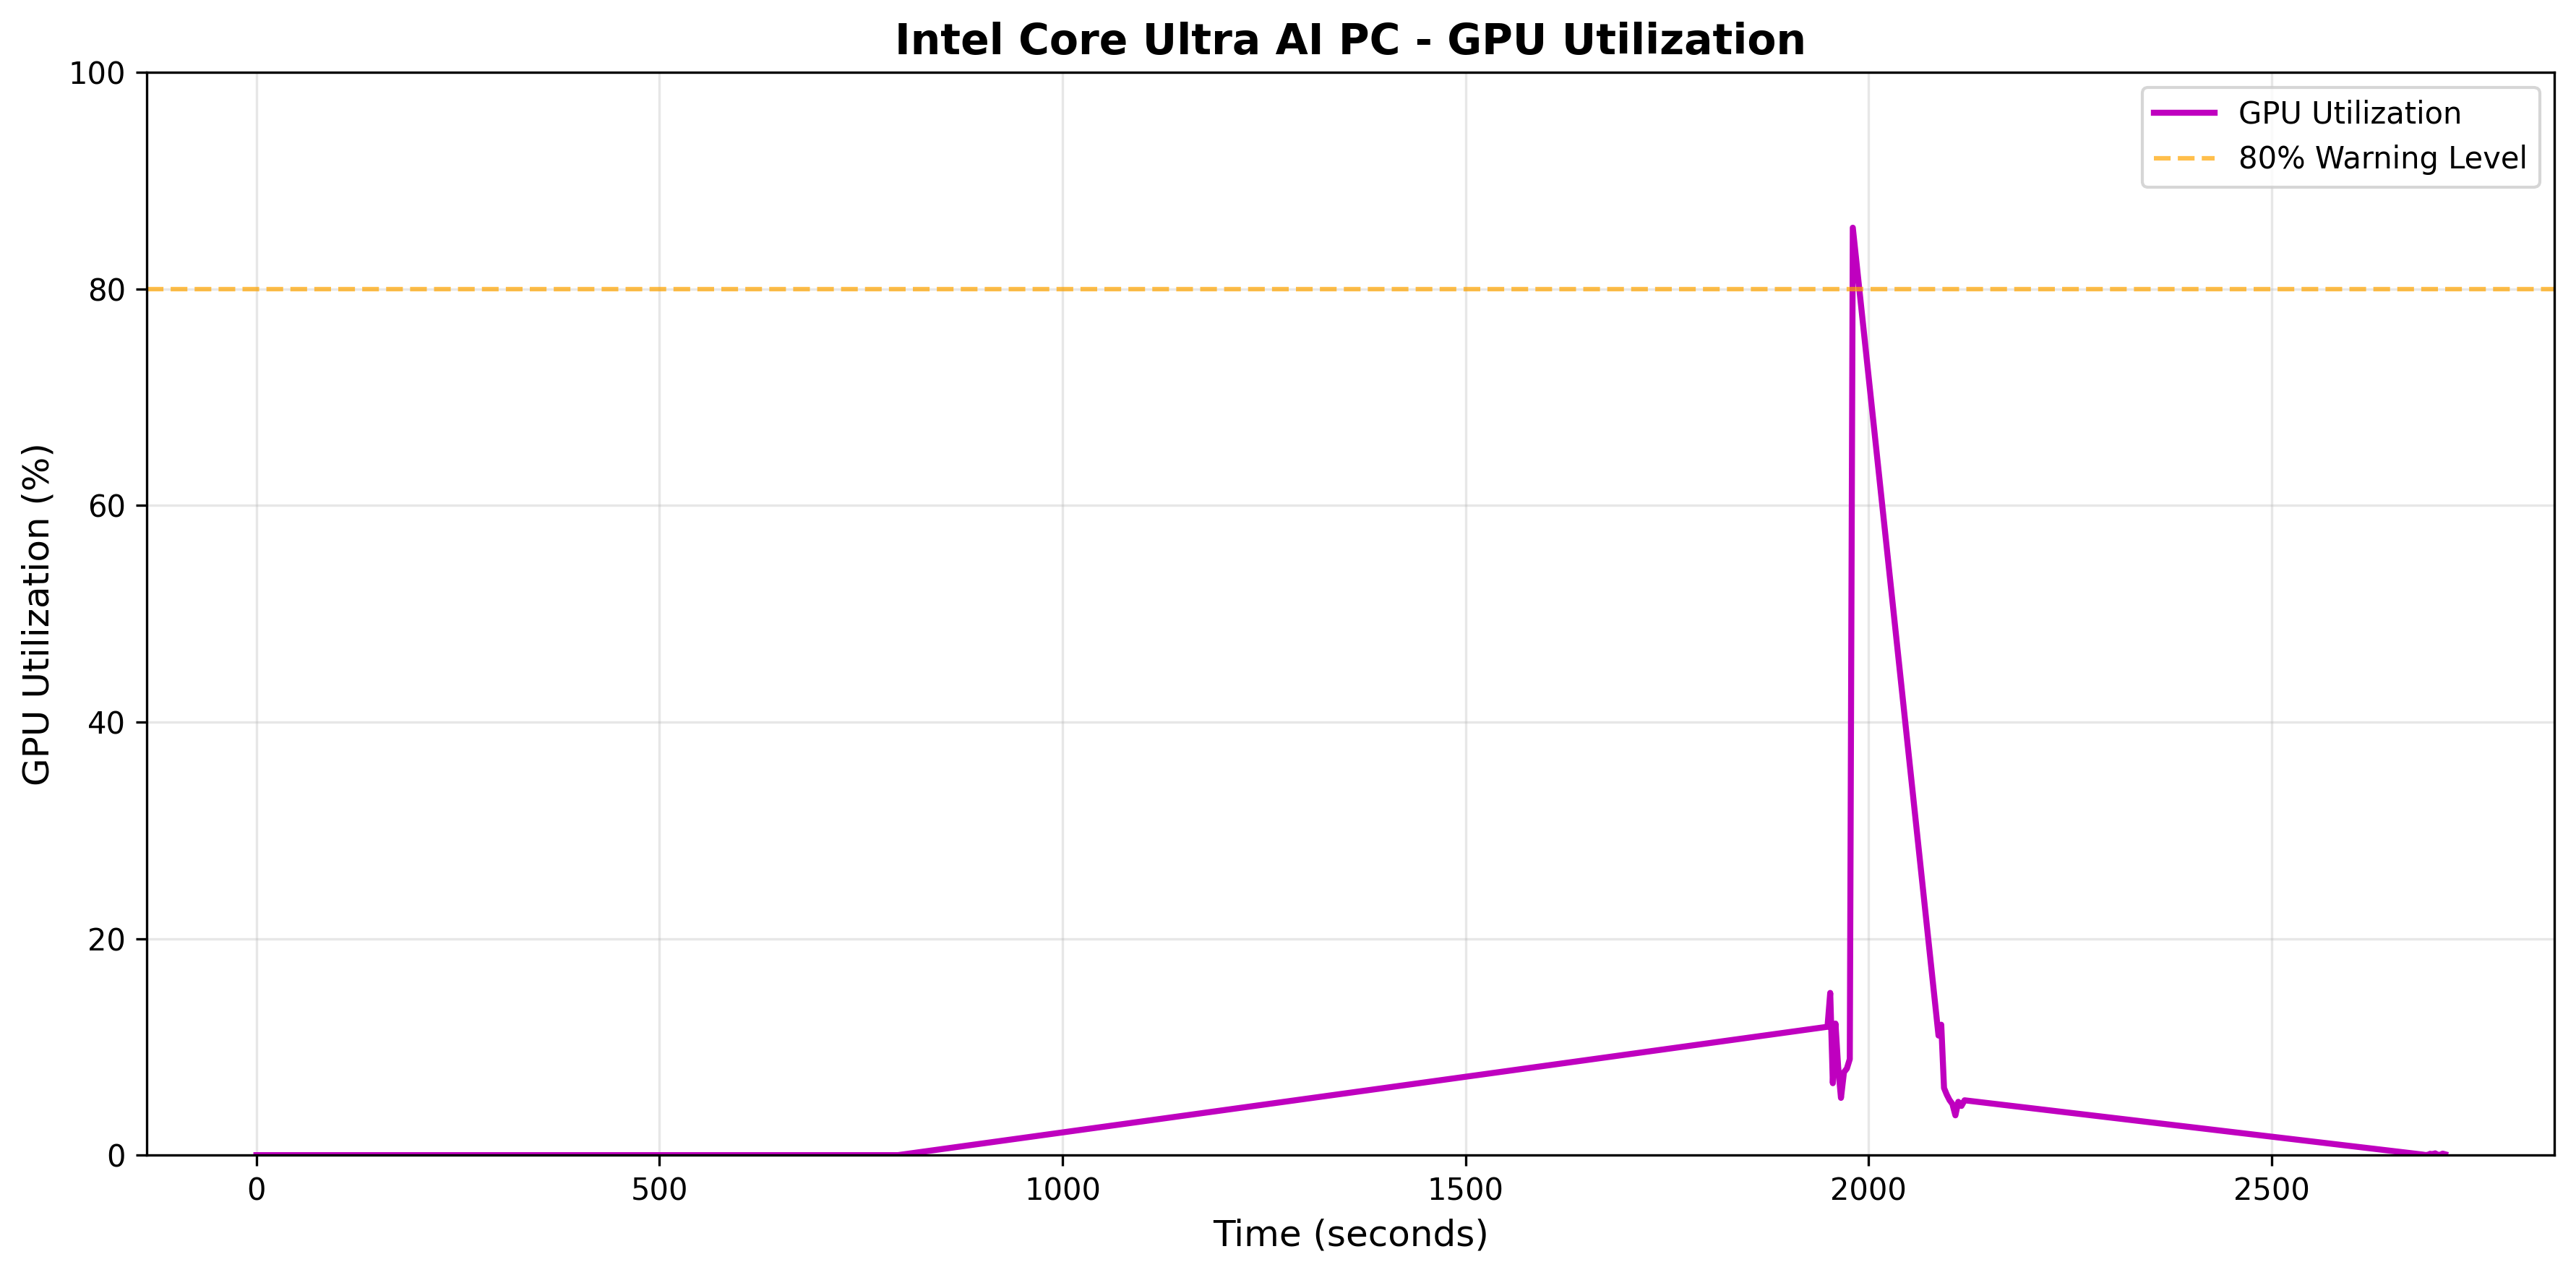 Intel Core Ultra AI PC - GPU Utilization
GPU Utilization
80% Warning Level
GPU Utilization (%)
100
80
60
40
20
0
0 500 1000 1500 2000 2500
Time (seconds)